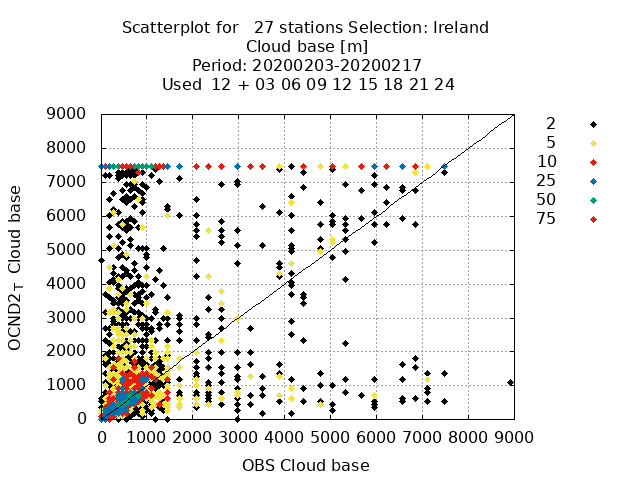 Scatterplot for 27 stations Selection: Ireland
Cloud base [m]
Period: 20200203-20200217
Used 12 + 03 06 09 12 15 18 21 24
9000
8000
7000
6000
5000
4000
3000
2000
1000
0
0 1000 2000 3000 4000 5000 6000 7000 8000 9000
OCND2T Cloud base
OBS Cloud base
2
5
10
25
50
75